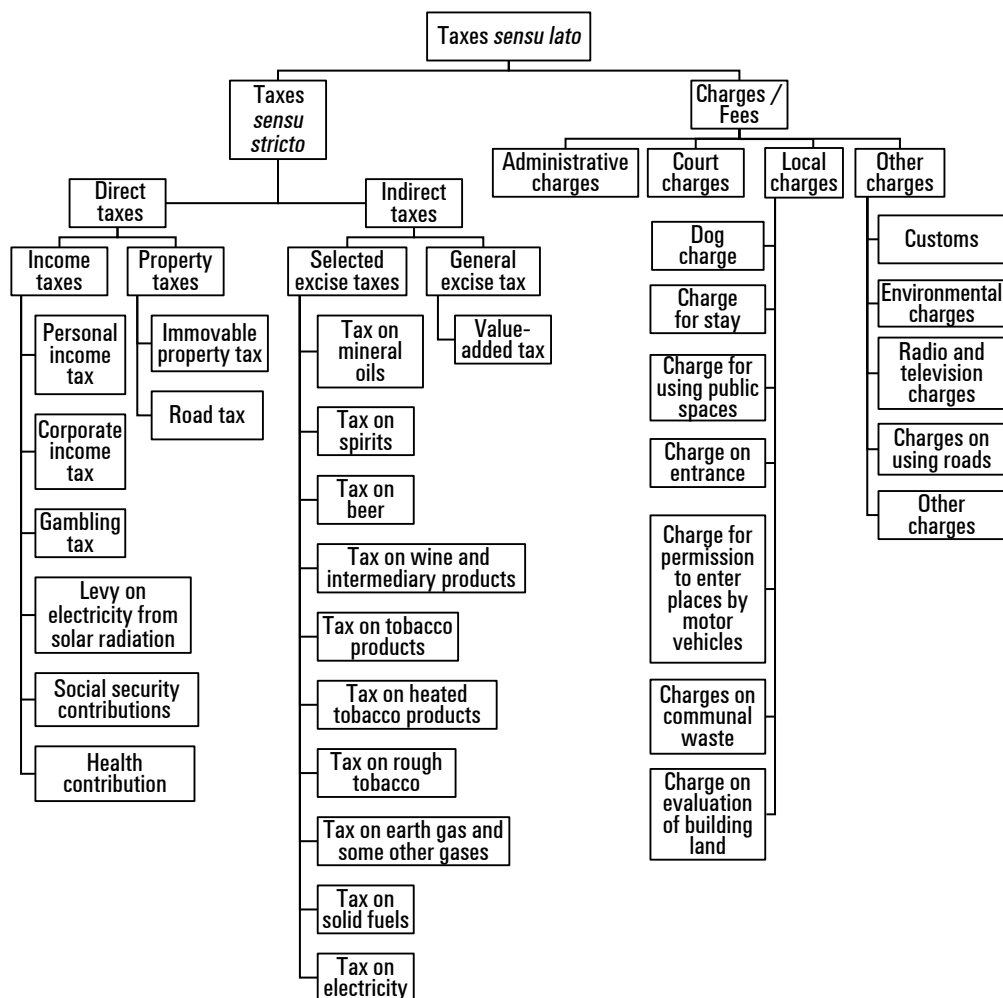 Taxes sensu lato
Taxes
sensu
stricto
Charges /
Fees
Administrative
charges
Court
charges
Local
charges
Other
charges
Direct
taxes
Indirect
taxes
Income
taxes
Property
taxes
Selected
excise taxes
General
excise tax
Personal
income
tax
Corporate
income
tax
Gambling
tax
Levy on
electricity from
solar radiation
Social security
contributions
Health
contribution
Immovable
property tax
Road tax
Tax on
mineral
oils
Tax on
spirits
Tax on
beer
Tax on wine and
intermediary products
Tax on tobacco
products
Tax on heated
tobacco products
Tax on rough
tobacco
Tax on earth gas and
some other gases
Tax on
solid fuels
Tax on
electricity
Value-
added tax
Dog
charge
Charge
for stay
Charge for
using public
spaces
Charge on
entrance
Charge for
permission
to enter
places by
motor
vehicles
Charges on
communal
waste
Charge on
evaluation
of building
land
Customs
Environmental
charges
Radio and
television
charges
Charges on
using roads
Other
charges